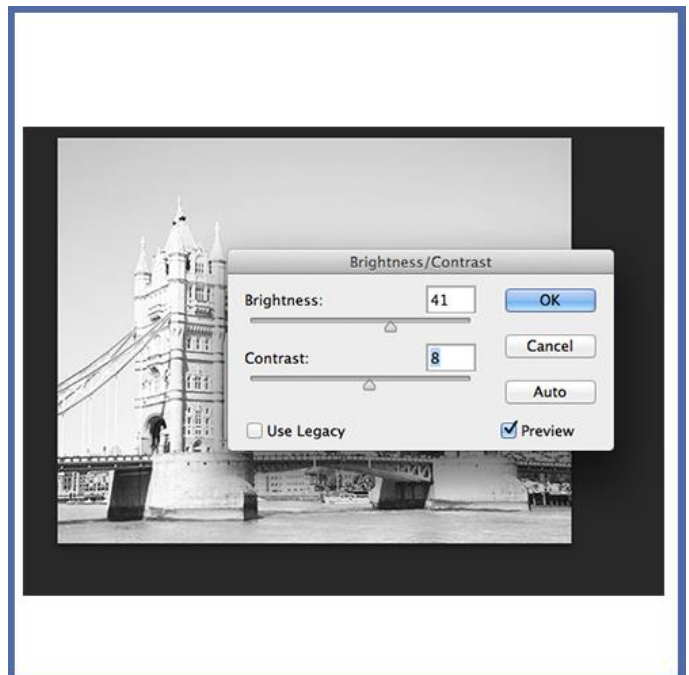 Brightness/Contrast
Brightness: 41
OK
Contrast: 8
Cancel
Auto
Use Legacy
Preview